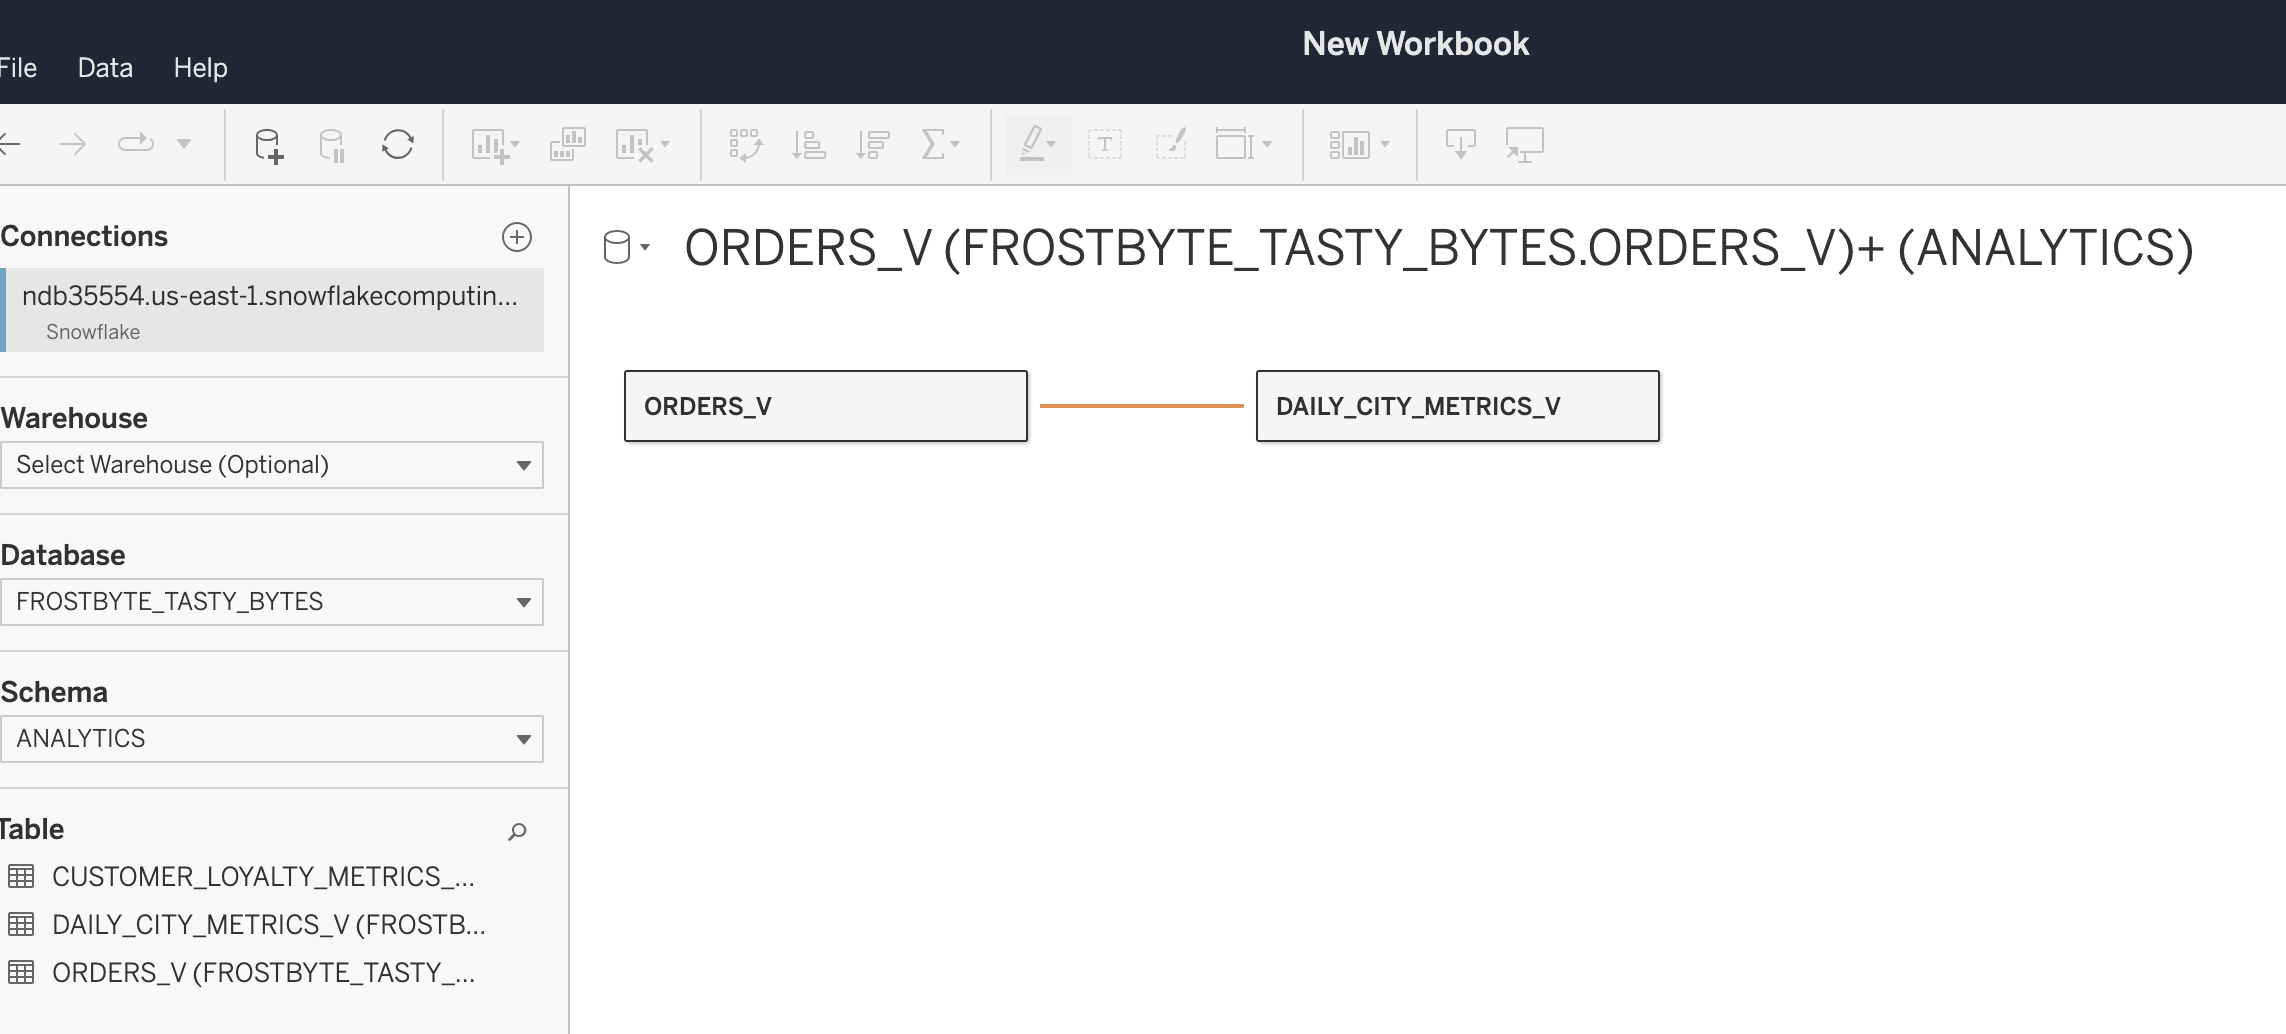 New Workbook
File Data Help
Connections
ndb35554.us-east-1.snowflakecomputin...
Snowflake
Warehouse
Select Warehouse (Optional)
Database
FROSTBYTE_TASTY_BYTES
Schema
ANALYTICS
Table
CUSTOMER_LOYALTY_METRICS_...
DAILY_CITY_METRICS_V (FROSTB...
ORDERS_V (FROSTBYTE_TASTY_...
T
ORDERS_V (FROSTBYTE_TASTY_BYTES.ORDERS_V)+ (ANALYTICS)
ORDERS_V
DAILY_CITY_METRICS_V